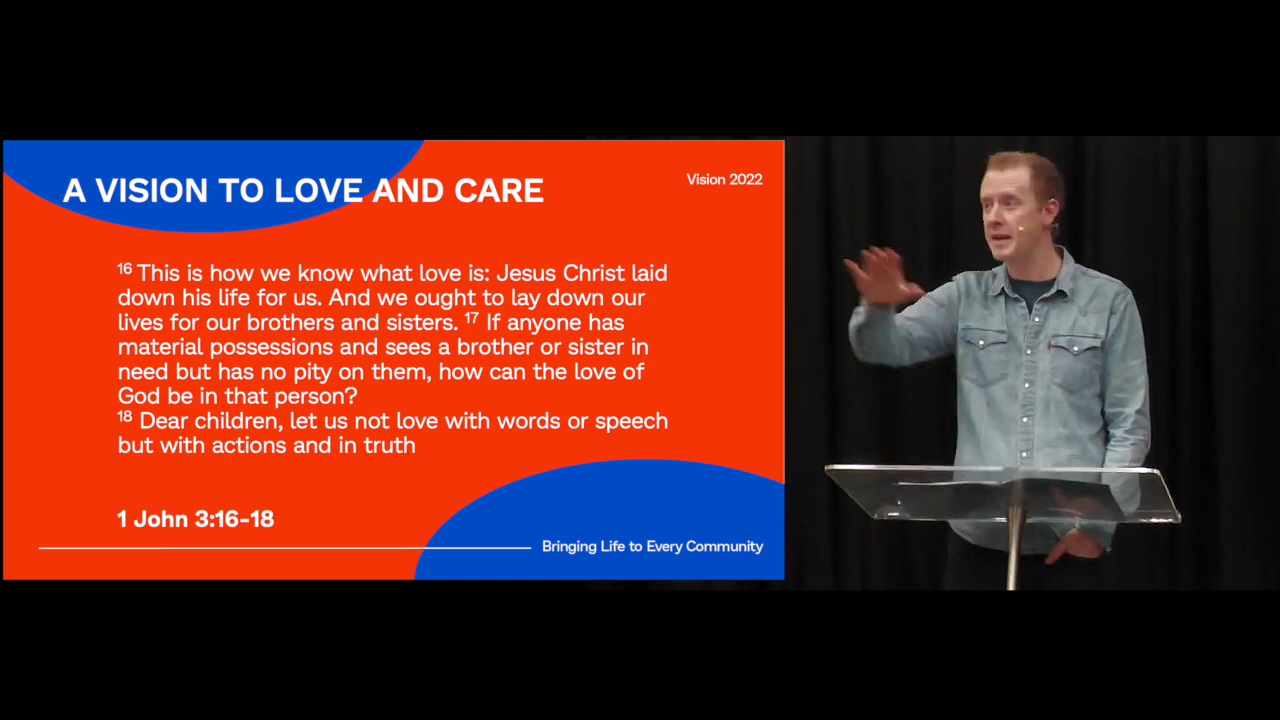 A VISION TO LOVE AND CARE
Vision 2022
16 This is how we know what love is: Jesus Christ laid
down his life for us. And we ought to lay down our
lives for our brothers and sisters. 17 If anyone has
material possessions and sees a brother or sister in
need but has no pity on them, how can the love of
God be in that person?
18 Dear children, let us not love with words or speech
but with actions and in truth
1 John 3:16-18
Bringing Life to Every Community